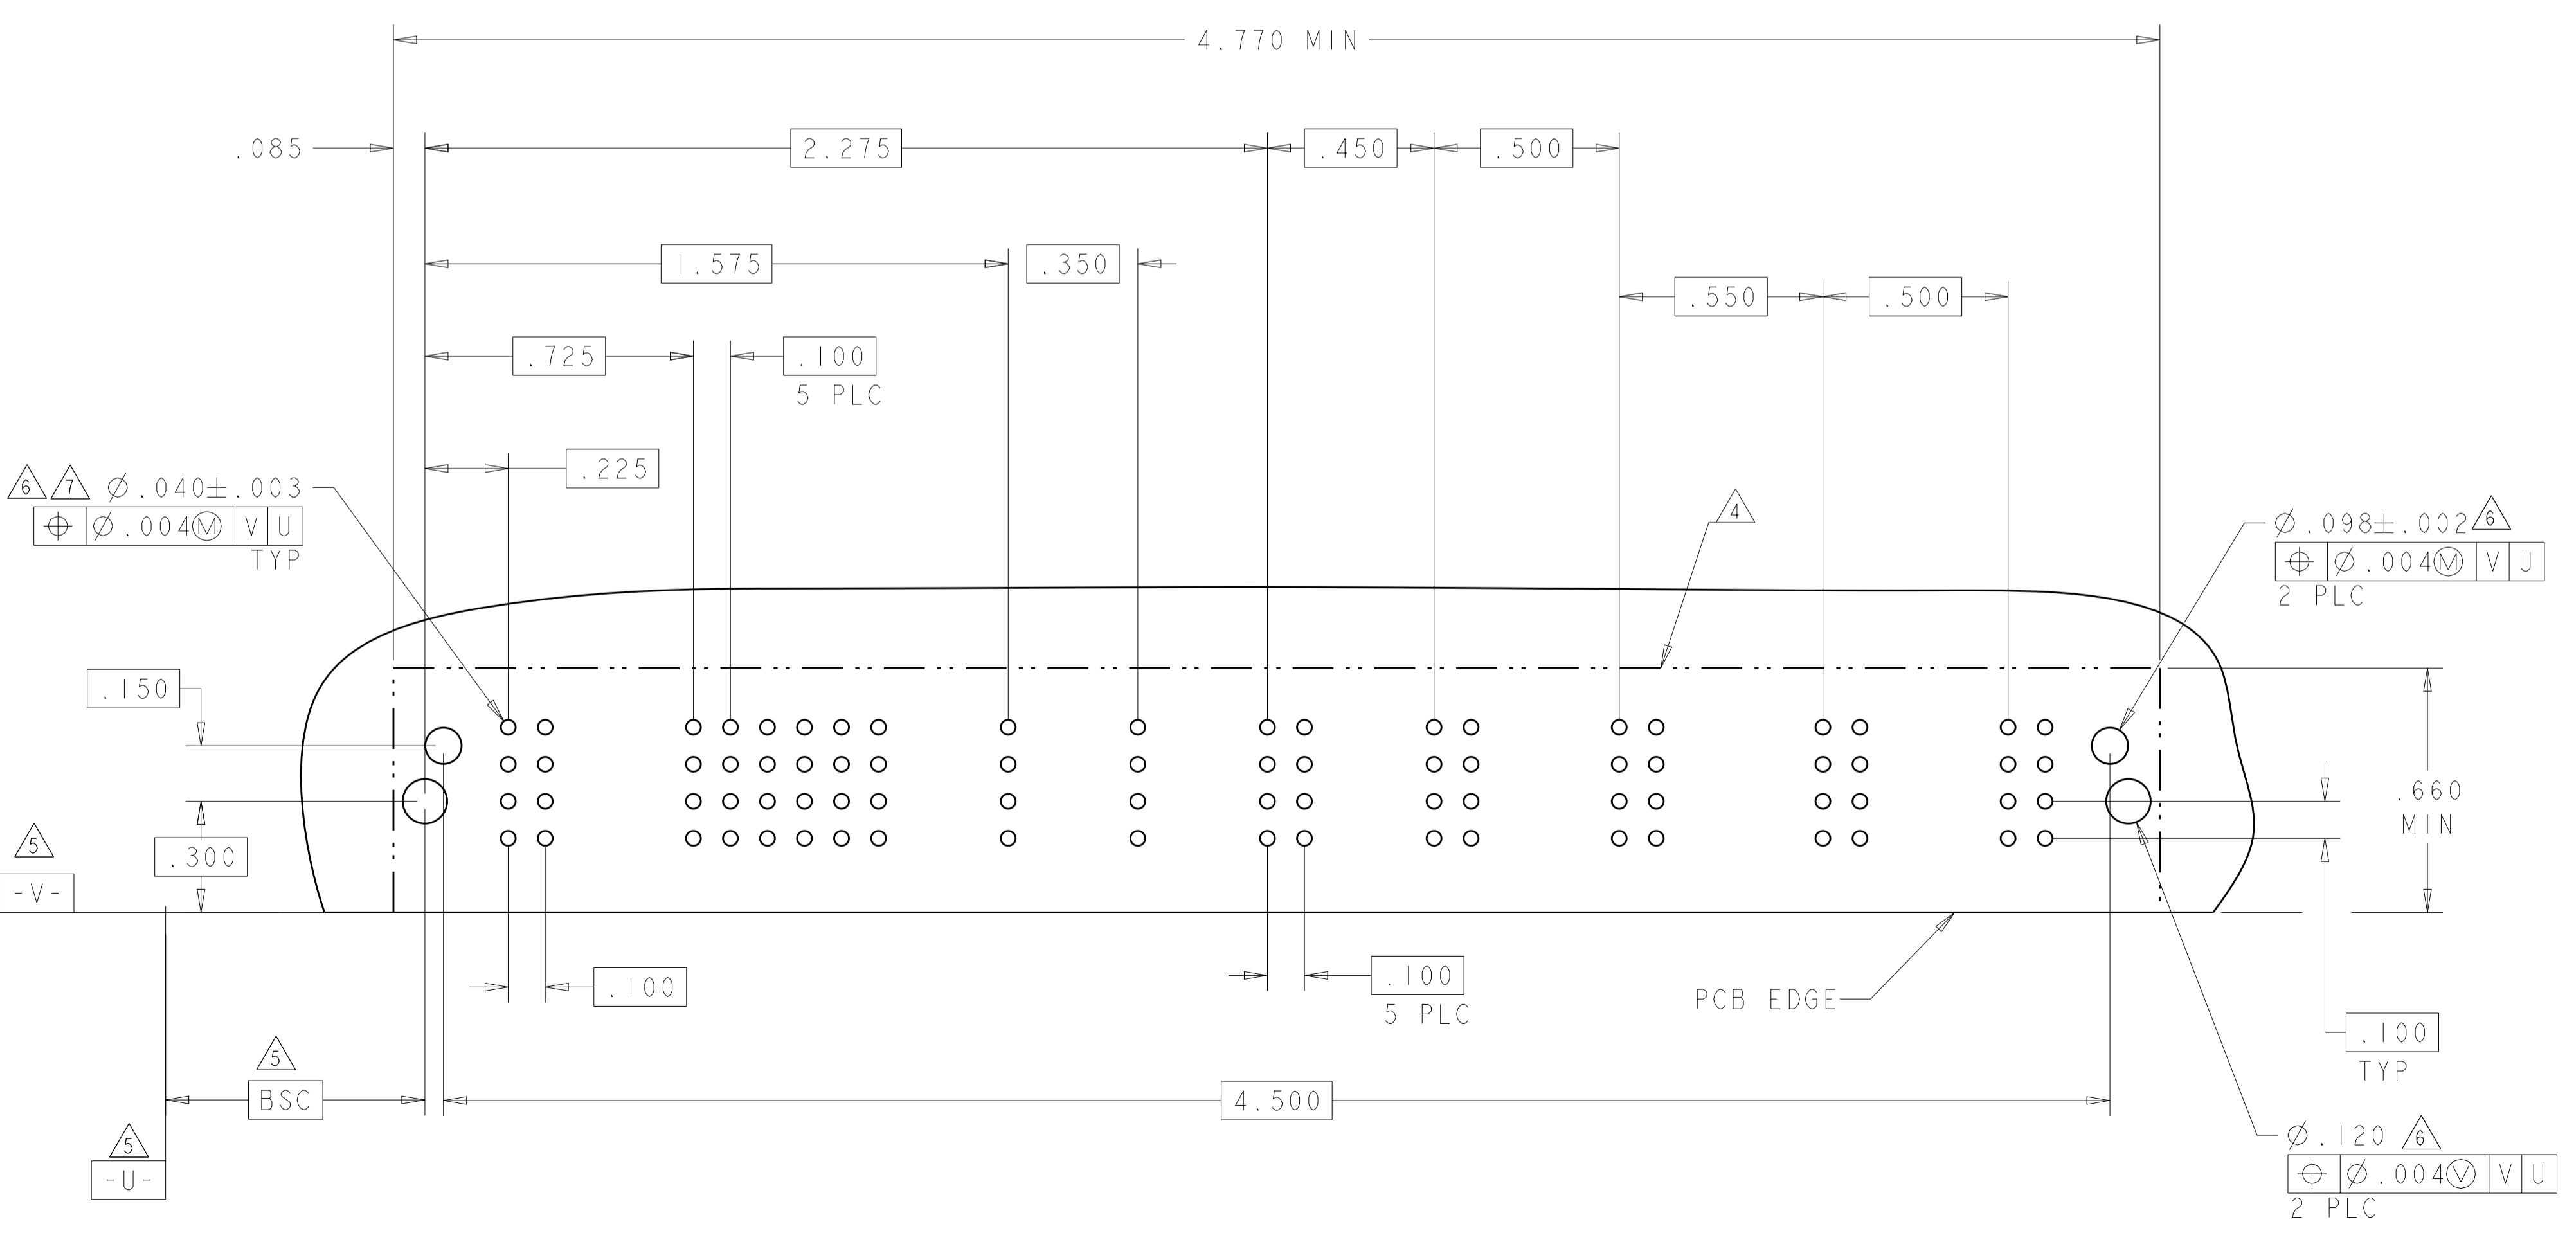 4.770 MIN
.085
2.275
.450
.500
1.575
.350
.550
.500
.725
.100
5 PLC
.225
6 7 Ø.040±.003
⌖ Ø.004Ⓜ V U
TYP
4
Ø.098±.002 6
⌖ Ø.004Ⓜ V U
2 PLC
.150
.660
MIN
5
.300
-V-
.100
.100
5 PLC
PCB EDGE
.100
TYP
5
BSC
4.500
5
-U-
Ø.120 6
⌖ Ø.004Ⓜ V U
2 PLC